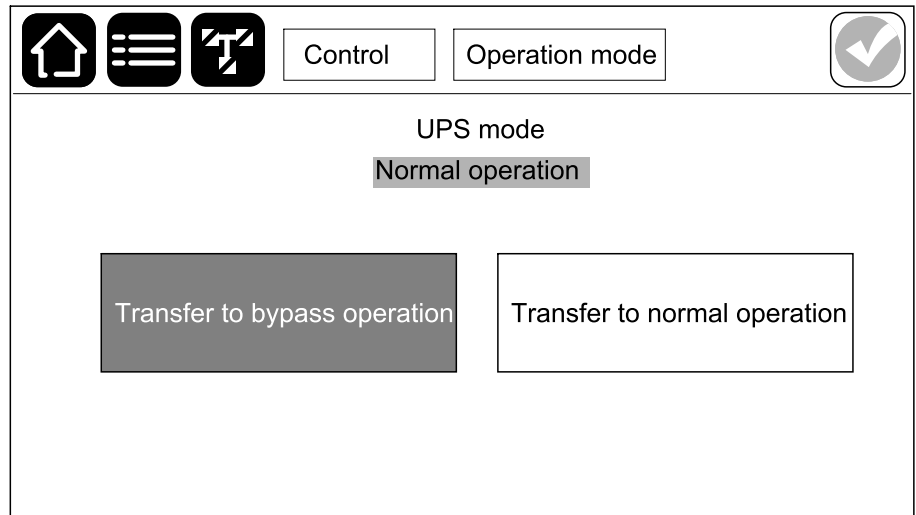 Control
Operation mode
UPS mode
Normal operation
Transfer to bypass operation
Transfer to normal operation